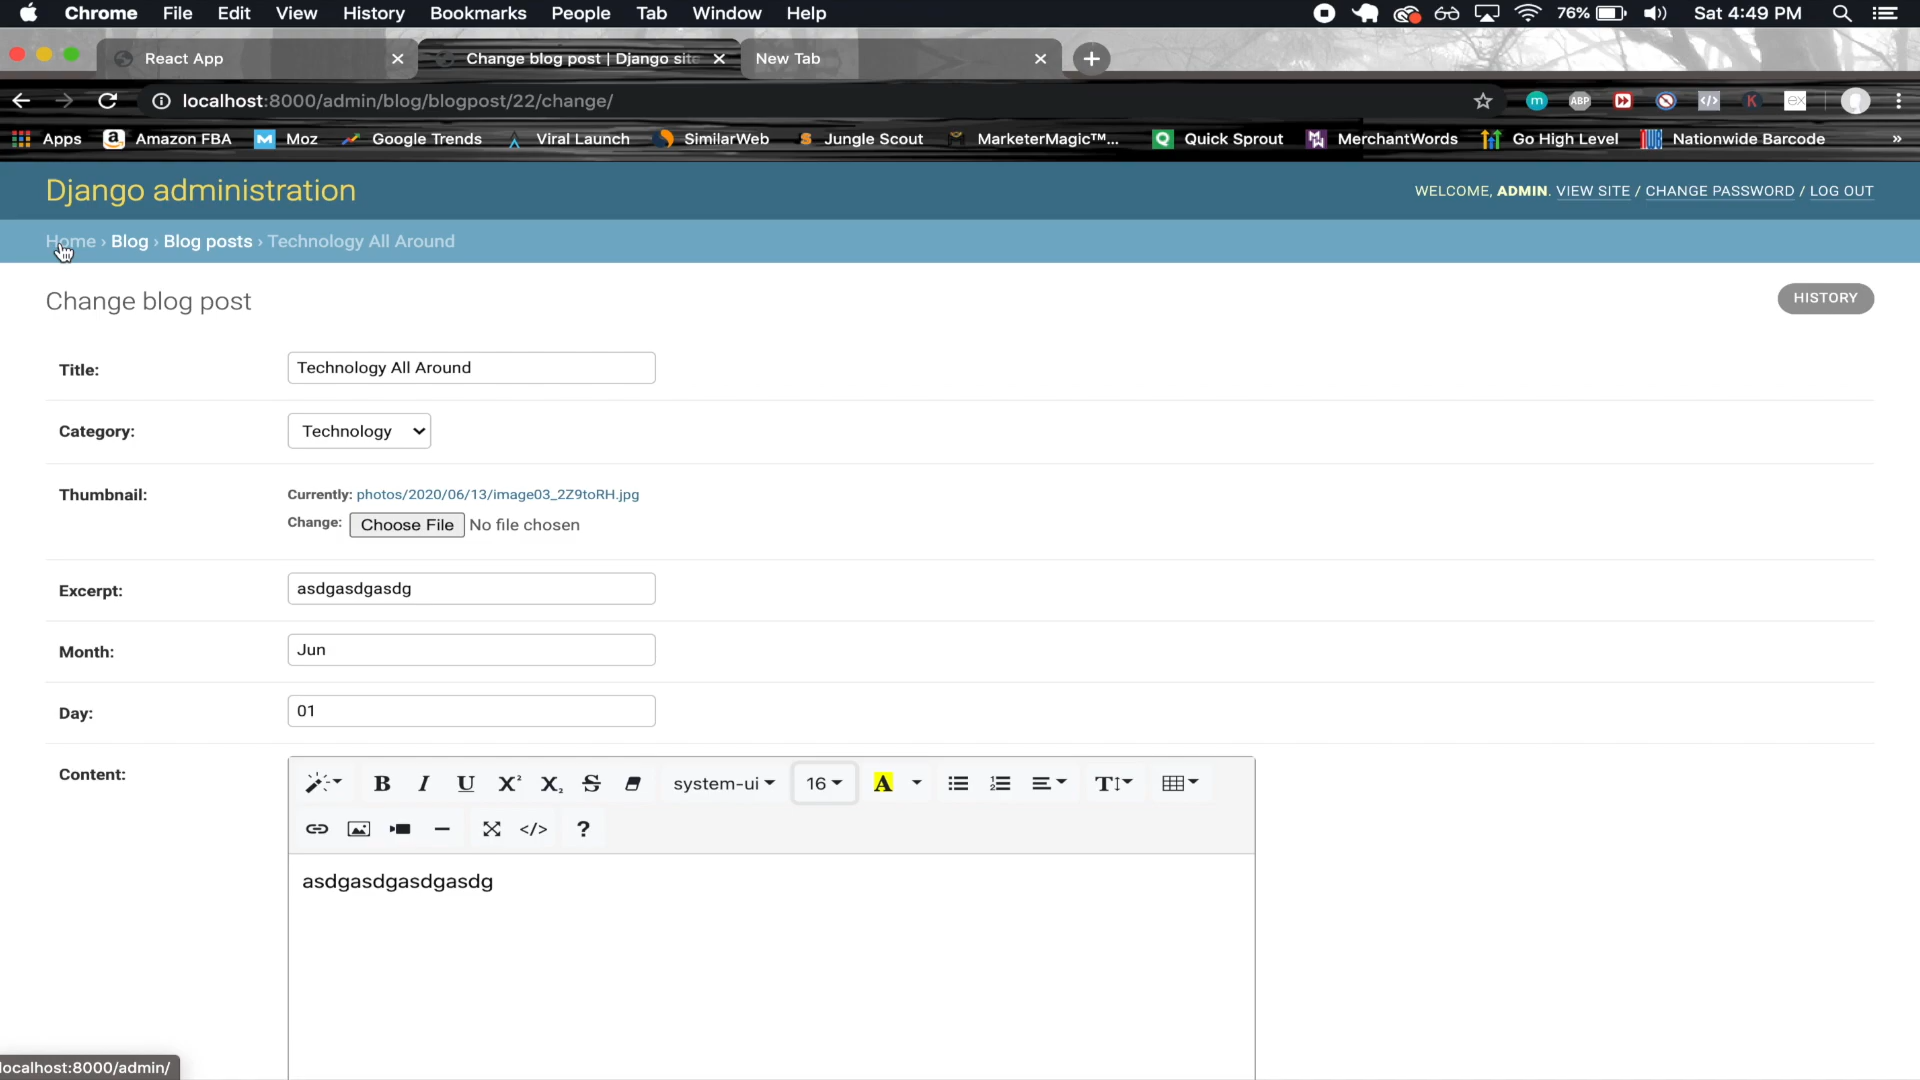 Chrome File Edit View History Bookmarks People Tab Window Help 76% Sat 4:49 PM
React App Change blog post | Django site New Tab
localhost:8000/admin/blog/blogpost/22/change/ m ABP </> K ex
Apps Amazon FBA Moz Google Trends Viral Launch SimilarWeb Jungle Scout MarketerMagic™... Quick Sprout MerchantWords Go High Level Nationwide Barcode »
Django administration WELCOME, ADMIN. VIEW SITE / CHANGE PASSWORD / LOG OUT
Home › Blog › Blog posts › Technology All Around
Change blog post HISTORY
Title: Technology All Around
Category: Technology
Thumbnail: Currently: photos/2020/06/13/image03_2Z9toRH.jpg
Change: Choose File No file chosen
Excerpt: asdgasdgasdg
Month: Jun
Day: 01
Content:
B I U X² X₂ S system-ui 16 A T
</> ?
asdgasdgasdgasdg
localhost:8000/admin/